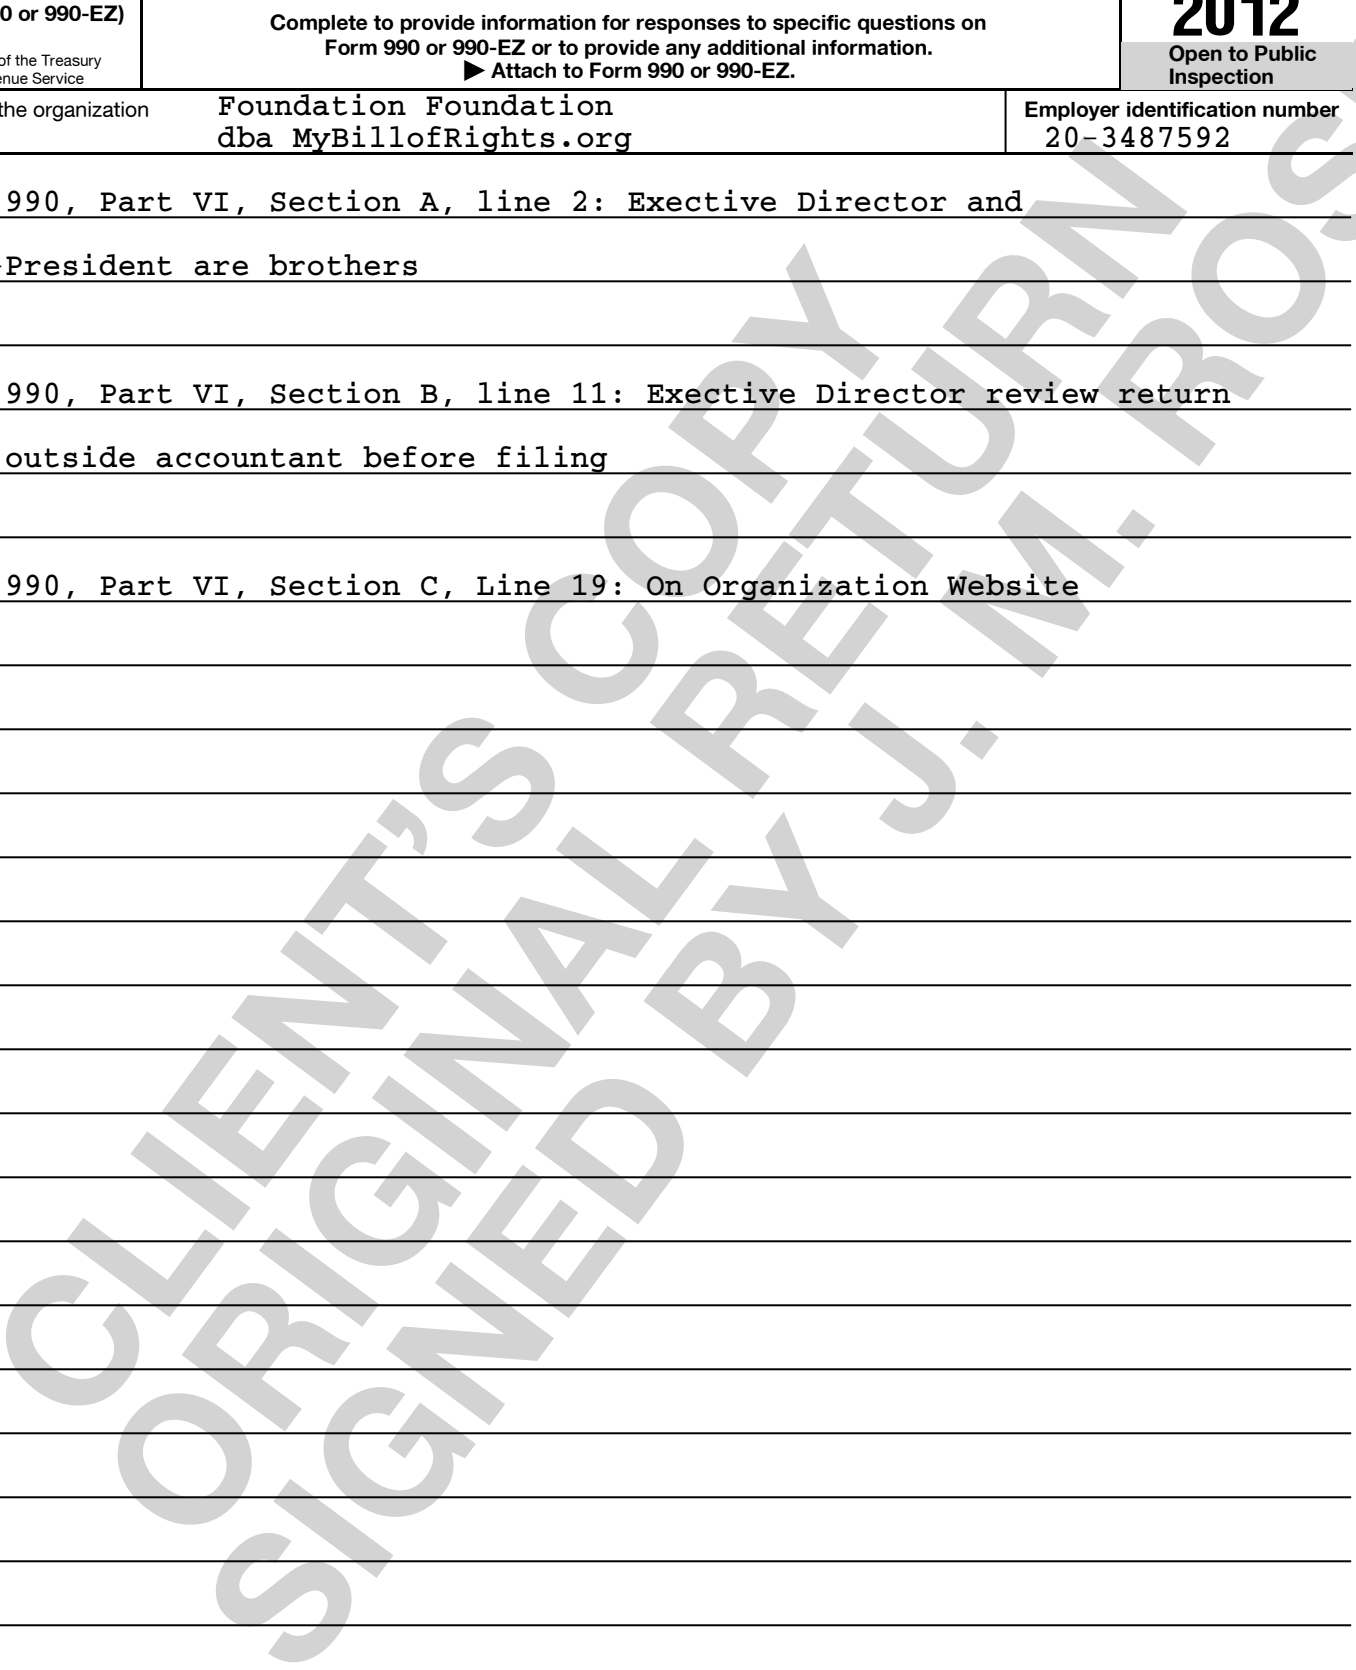 0 or 990-EZ)
of the Treasury
enue Service
Complete to provide information for responses to specific questions on
Form 990 or 990-EZ or to provide any additional information.
▶ Attach to Form 990 or 990-EZ.
2012
Open to Public
Inspection
the organization
Foundation Foundation
dba MyBillofRights.org
Employer identification number
20-3487592
990, Part VI, Section A, line 2: Exective Director and
President are brothers
990, Part VI, Section B, line 11: Exective Director review return
outside accountant before filing
990, Part VI, Section C, Line 19: On Organization Website
CLIENT'S COPY
ORIGINAL RETURN
SIGNED BY J. M. ROS